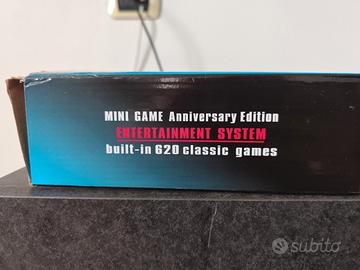 MINI GAME Anniversary Edition
ENTERTAINMENT SYSTEM
built-in 620 classic games
subito